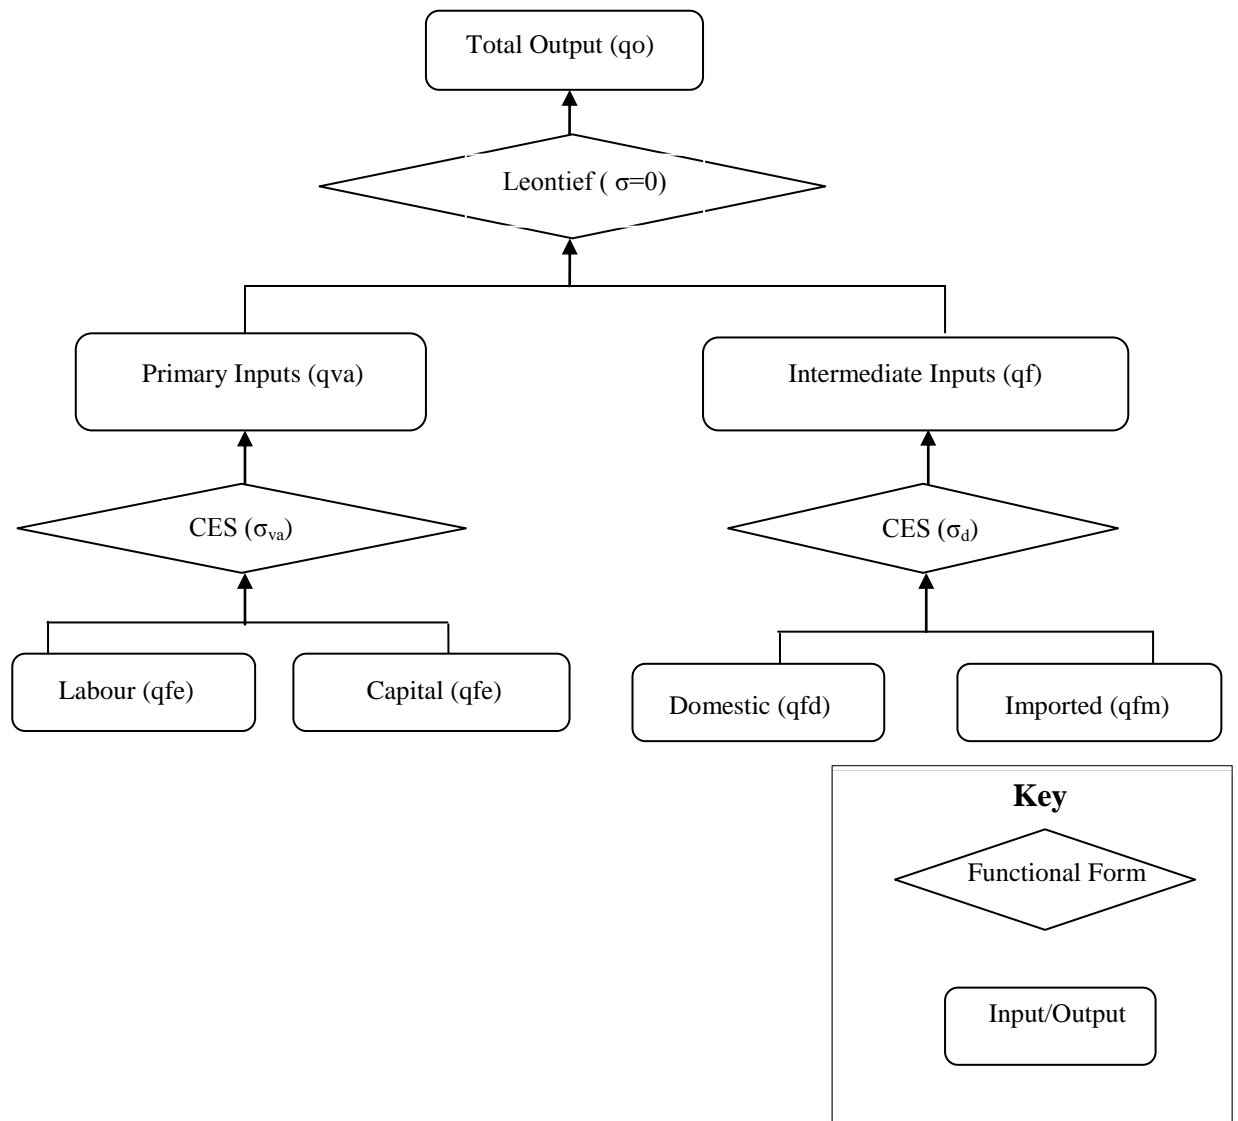 Total Output (qo)
Leontief ( σ=0)
Primary Inputs (qva)
Intermediate Inputs (qf)
CES (σva)
CES (σd)
Labour (qfe)
Capital (qfe)
Domestic (qfd)
Imported (qfm)
Key
Functional Form
Input/Output